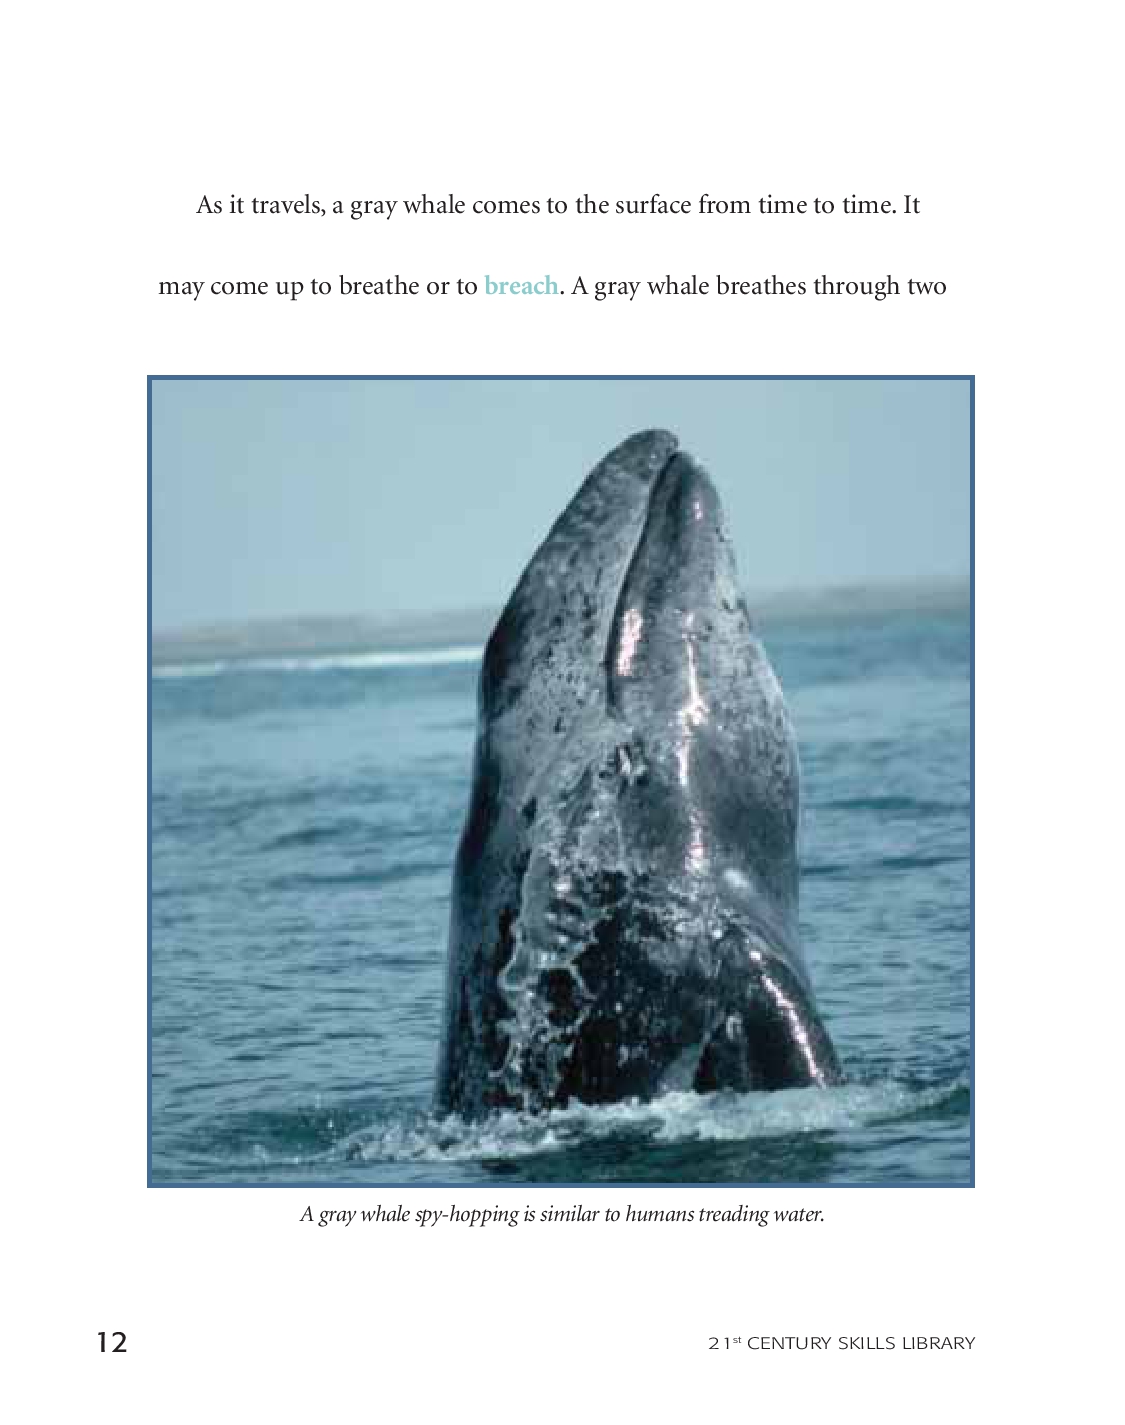 As it travels, a gray whale comes to the surface from time to time. It
may come up to breathe or to breach. A gray whale breathes through two
A gray whale spy-hopping is similar to humans treading water.
12
21st CENTURY SKILLS LIBRARY